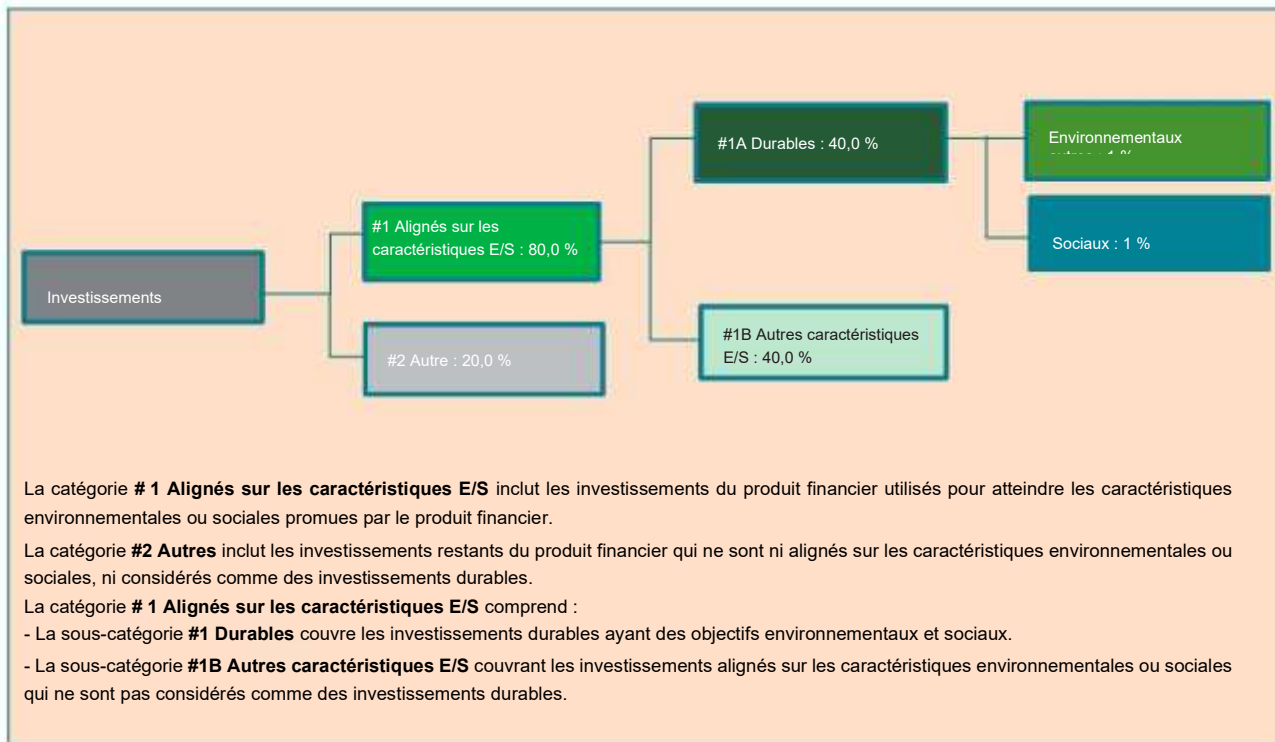 #1A Durables : 40,0 %
Environnementaux
#1 Alignés sur les
caractéristiques E/S : 80,0 %
Sociaux : 1 %
Investissements
#1B Autres caractéristiques
E/S : 40,0 %
#2 Autre : 20,0 %
La catégorie # 1 Alignés sur les caractéristiques E/S inclut les investissements du produit financier utilisés pour atteindre les caractéristiques
environnementales ou sociales promues par le produit financier.
La catégorie #2 Autres inclut les investissements restants du produit financier qui ne sont ni alignés sur les caractéristiques environnementales ou
sociales, ni considérés comme des investissements durables.
La catégorie # 1 Alignés sur les caractéristiques E/S comprend :
- La sous-catégorie #1 Durables couvre les investissements durables ayant des objectifs environnementaux et sociaux.
- La sous-catégorie #1B Autres caractéristiques E/S couvrant les investissements alignés sur les caractéristiques environnementales ou sociales
qui ne sont pas considérés comme des investissements durables.